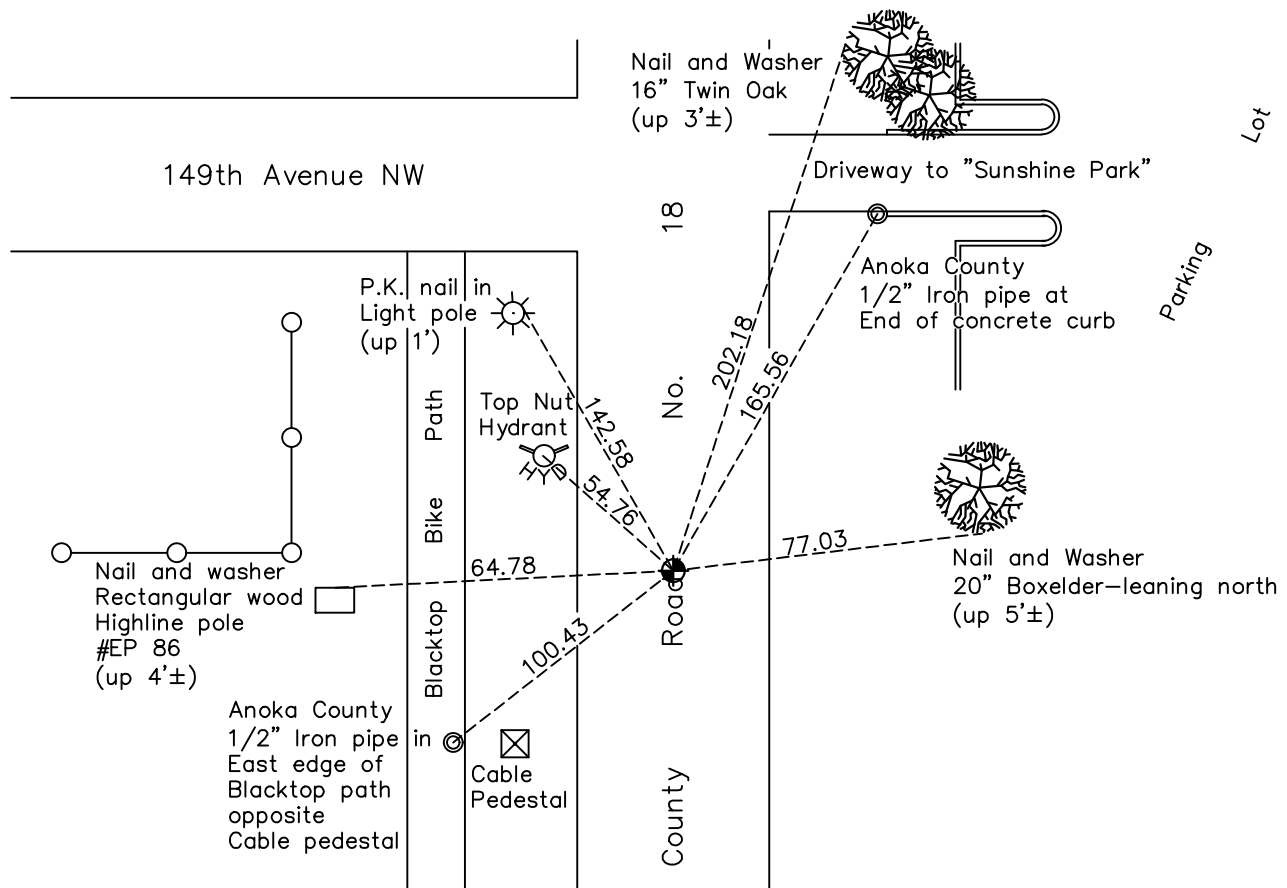 Nail and Washer
16" Twin Oak
(up 3'±)
Lot
149th Avenue NW
Driveway to "Sunshine Park"
Parking
P.K. nail in
Light pole
(up 1')
Anoka County
1/2" Iron pipe at
End of concrete curb
202.18
165.56
142.58
Top Nut
Hydrant
HYD
54.76
77.03
64.78
100.43
Nail and Washer
20" Boxelder-leaning north
(up 5'±)
Nail and washer
Rectangular wood
Highline pole
#EP 86
(up 4'±)
Blacktop Bike Path
County Road No. 18
Anoka County
1/2" Iron pipe in
East edge of
Blacktop path
opposite
Cable pedestal
Cable
Pedestal